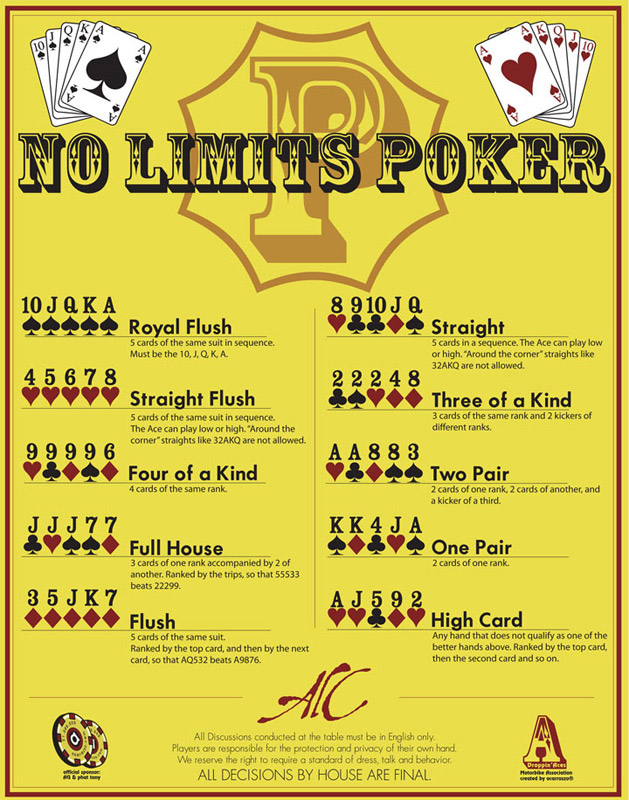 10 J Q K A
A K Q J 10
NO LIMITS POKER
10 J Q K A
Royal Flush
5 cards of the same suit in sequence.
Must be the 10, J, Q, K, A.
4 5 6 7 8
Straight Flush
5 cards of the same suit in sequence.
The Ace can play low or high. “Around the
corner” straights like 32AKQ are not allowed.
9 9 9 9 6
Four of a Kind
4 cards of the same rank.
J J J 7 7
Full House
3 cards of one rank accompanied by 2 of
another. Ranked by the trips, so that 55533
beats 22299.
3 5 J K 7
Flush
5 cards of the same suit.
Ranked by the top card, and then by the next
card, so that AQ532 beats A9876.
8 9 10 J Q
Straight
5 cards in a sequence. The Ace can play low
or high. “Around the corner” straights like
32AKQ are not allowed.
2 2 2 4 8
Three of a Kind
3 cards of the same rank and 2 kickers of
different ranks.
A A 8 8 3
Two Pair
2 cards of one rank, 2 cards of another, and
a kicker of a third.
K K 4 J A
One Pair
2 cards of one rank.
A J 5 9 2
High Card
Any hand that does not qualify as one of the
better hands above. Ranked by the top card,
then the second card and so on.
All Discussions conducted at the table must be in English only.
Players are responsible for the protection and privacy of their own hand.
We reserve the right to require a standard of dress, talk and behavior.
ALL DECISIONS BY HOUSE ARE FINAL.
official sponsor:
& phat tony
Droppin' Aces
Motorbike Association
created by